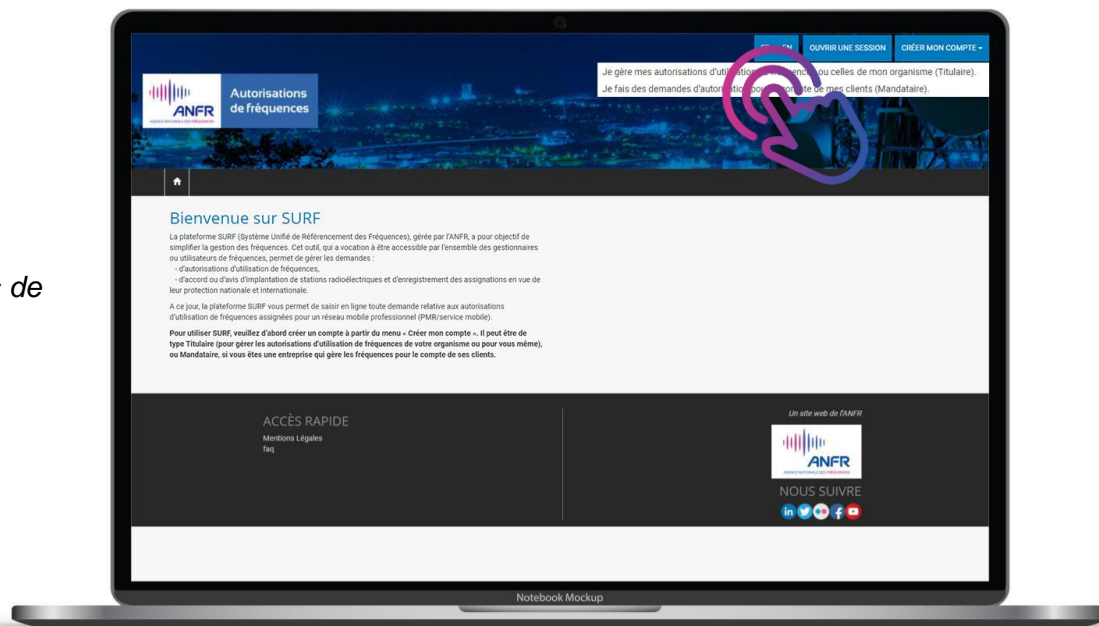 EN OUVRIR UNE SESSION CRÉER MON COMPTE
Je gère mes autorisations d'utilisation ou celles de mon organisme (Titulaire).
Je fais des demandes d'autorisation de mes clients (Mandataire).
ANFR
AGENCE NATIONALE DES FRÉQUENCES
Autorisations
de fréquences
Bienvenue sur SURF
La plateforme SURF (Système Unifié de Référencement des Fréquences), gérée par l'ANFR, a pour objectif de
simplifier la gestion des fréquences. Cet outil, qui a vocation à être accessible par l'ensemble des gestionnaires
ou utilisateurs de fréquences, permet de gérer les demandes :
- d'autorisations d'utilisation de fréquences,
- d'accord ou d'avis d'implantation de stations radioélectriques et d'enregistrement des assignations en vue de
leur protection nationale et internationale.
A ce jour, la plateforme SURF vous permet de saisir en ligne toute demande relative aux autorisations
d'utilisation de fréquences assignées pour un réseau mobile professionnel (PMR/service mobile).
Pour utiliser SURF, veuillez d'abord créer un compte à partir du menu « Créer mon compte ». Il peut être de
type Titulaire (pour gérer les autorisations d'utilisation de fréquences de votre organisme ou pour vous même),
ou Mandataire, si vous êtes une entreprise qui gère les fréquences pour le compte de ses clients.
de
ACCÈS RAPIDE
Mentions Légales
faq
Un site web de l'ANFR
ANFR
AGENCE NATIONALE DES FRÉQUENCES
NOUS SUIVRE
in
f
Notebook Mockup